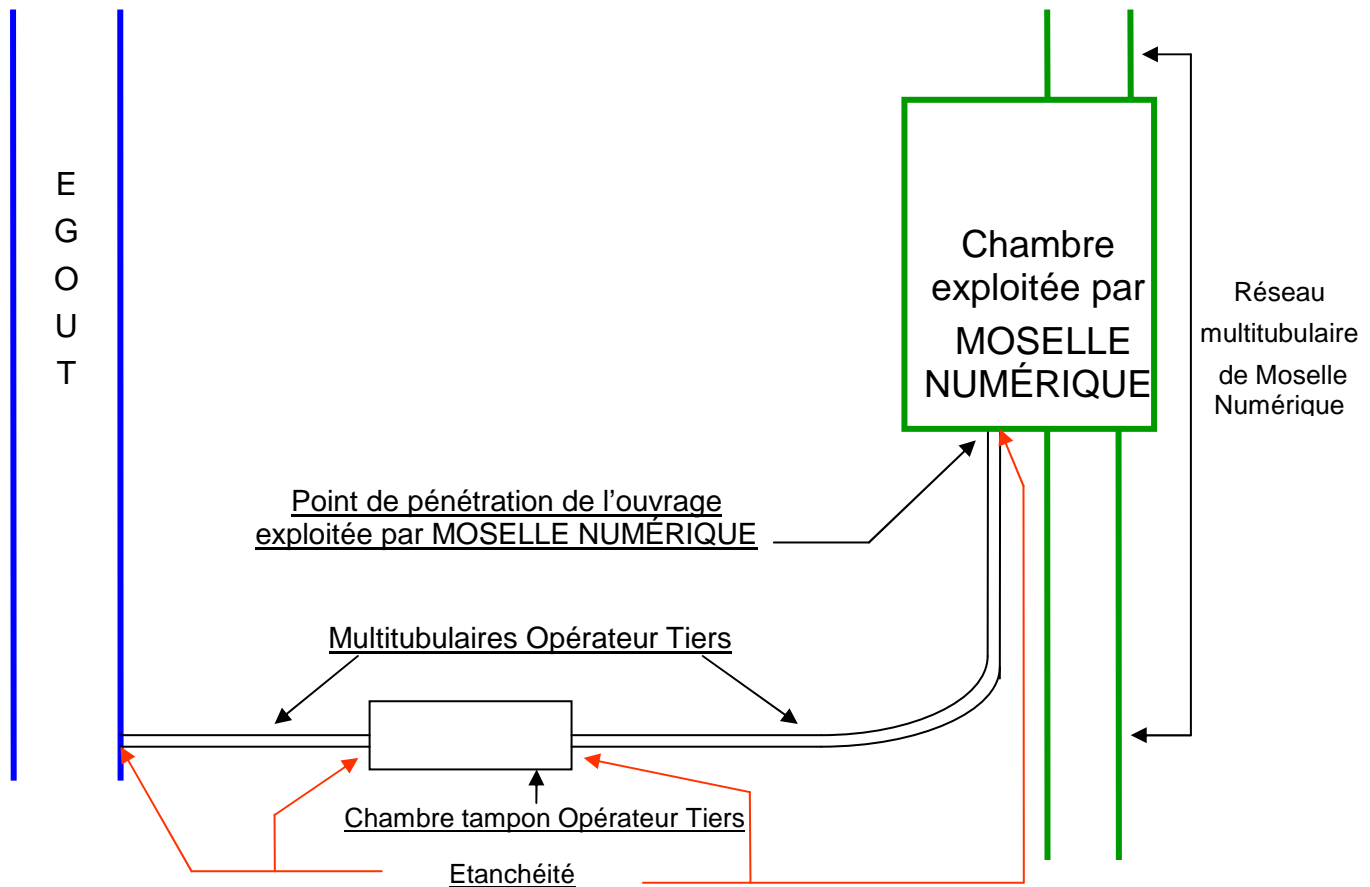 E
G
O
U
T
Chambre
exploitée par
MOSELLE
NUMÉRIQUE
Réseau
multitubulaire
de Moselle
Numérique
Point de pénétration de l’ouvrage
exploitée par MOSELLE NUMÉRIQUE
Multitubulaires Opérateur Tiers
Chambre tampon Opérateur Tiers
Etanchéité